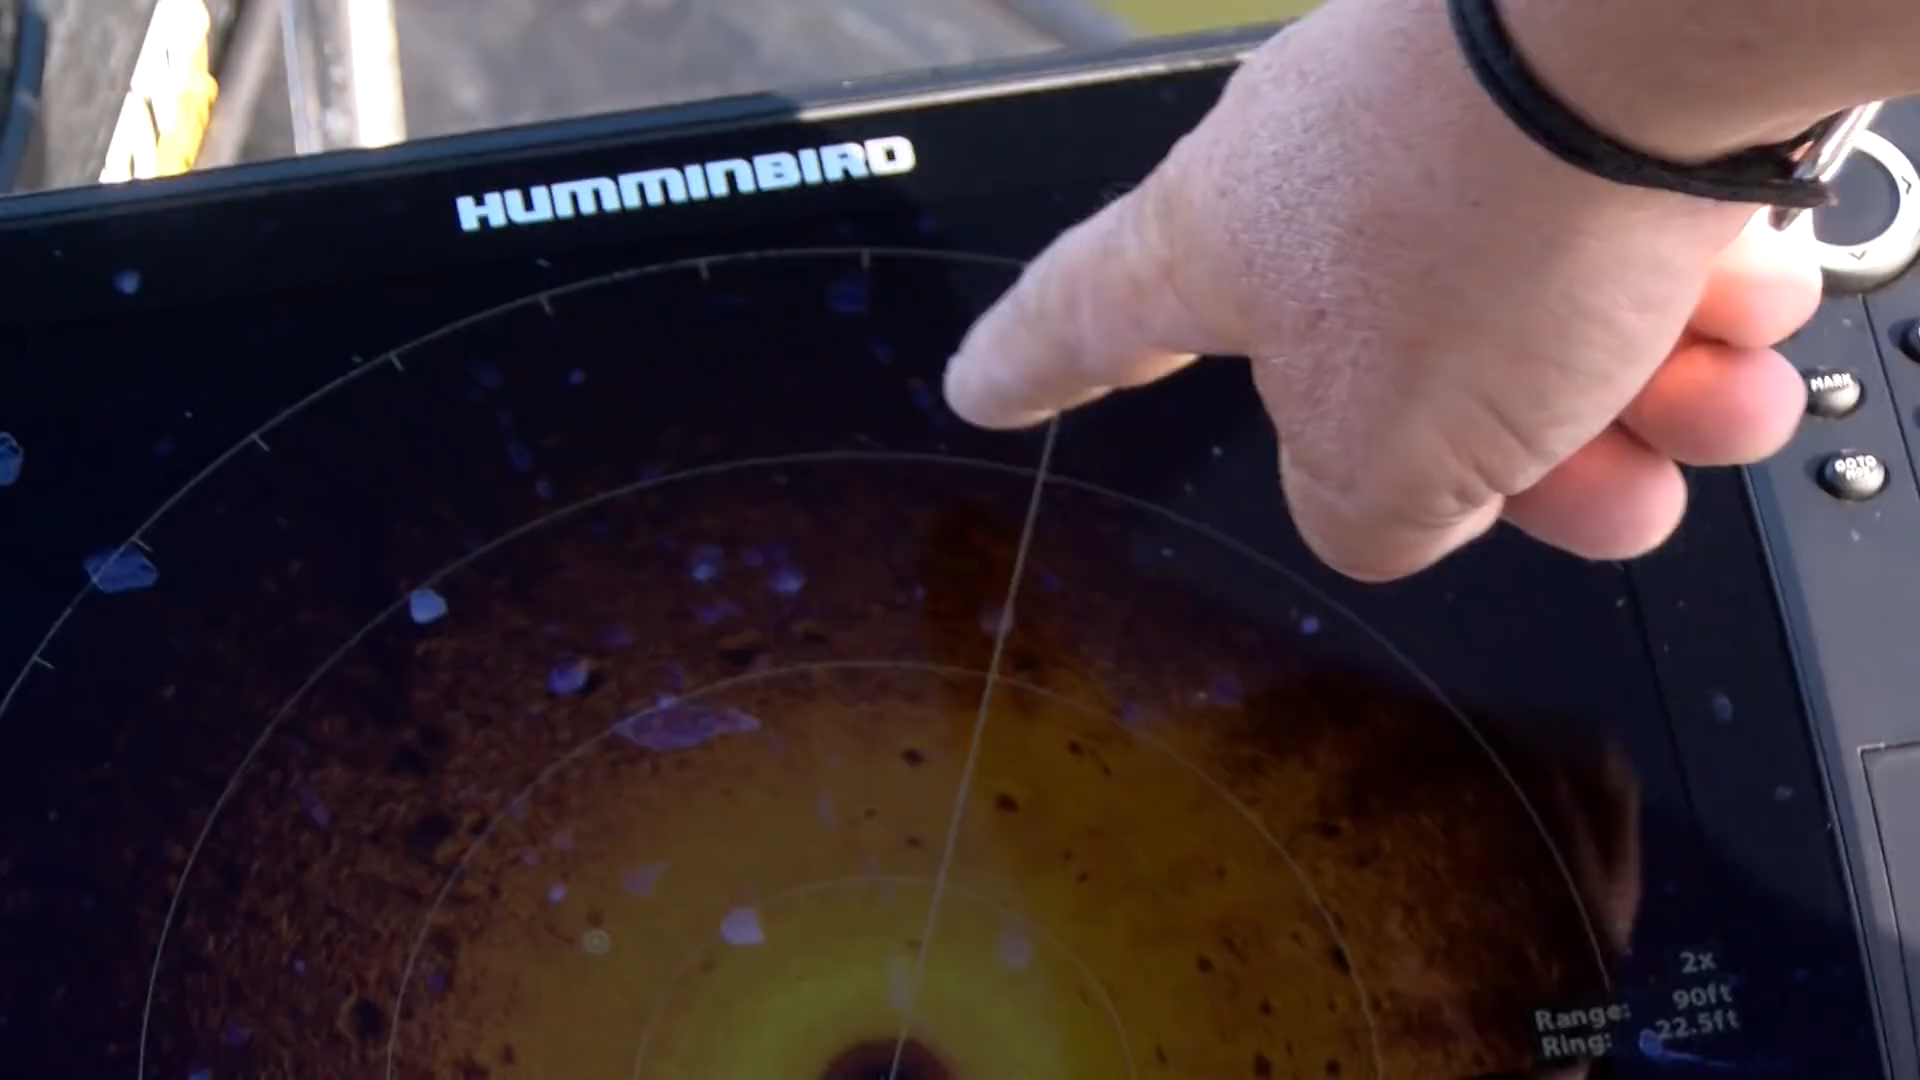 HUMMINBIRD
MARK
GOTO
2x
Range: 90ft
Ring: 22.5ft